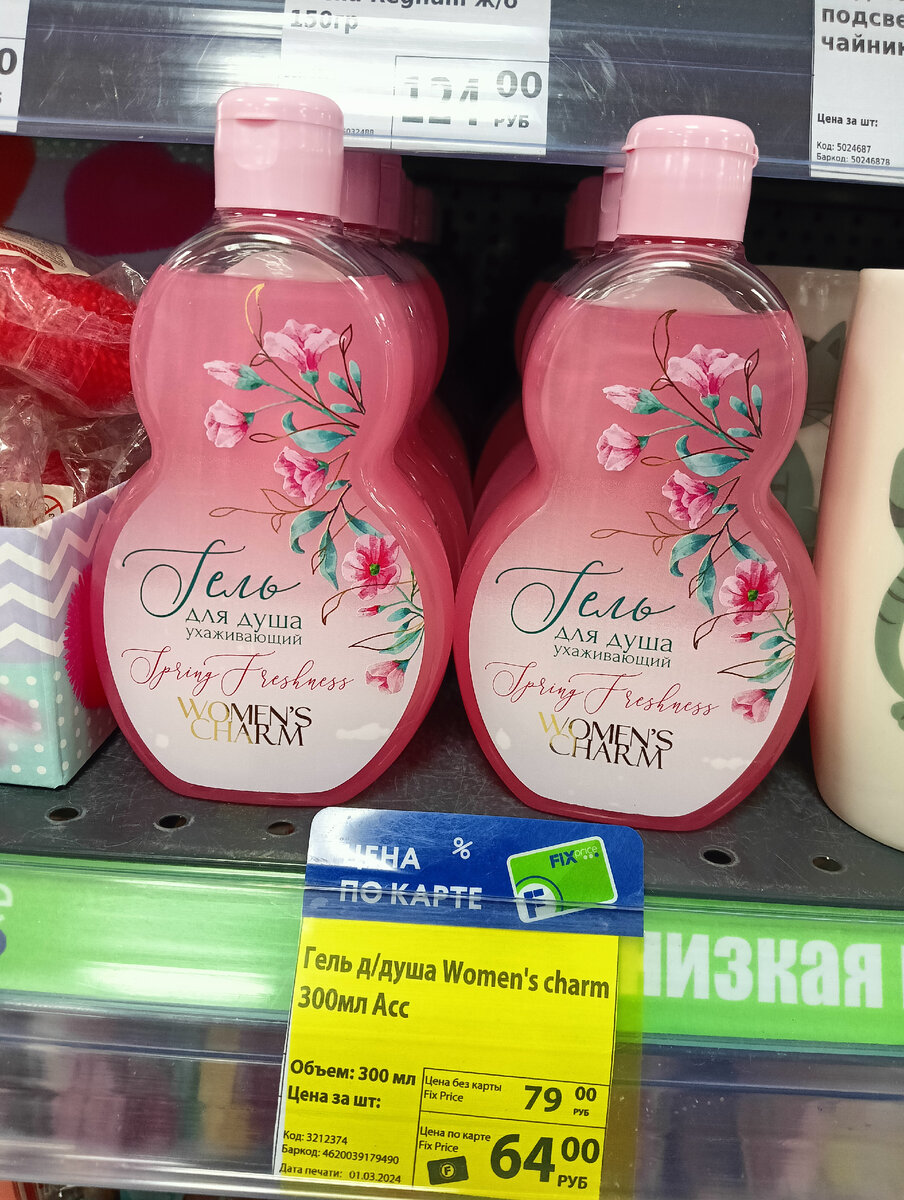 150гр
00
РУБ
подсве
чайник
Цена за шт:
Код: 5024687
Баркод: 50246878
Гель
для душа
ухаживающий
Spring Freshness
WOMEN'S
CHARM
Гель
для душа
ухаживающий
Spring Freshness
WOMEN'S
CHARM
ЦЕНА %
ПО КАРТЕ
FIX price
F
низкая
Гель д/душа Women's charm
300мл Асс
Объем: 300 мл
Цена за шт:
Цена без карты
Fix Price
79 00
РУБ
Цена по карте
Fix Price
64 00
РУБ
Код: 3212374
Баркод: 4620039179490
Дата печати: 01.03.2024